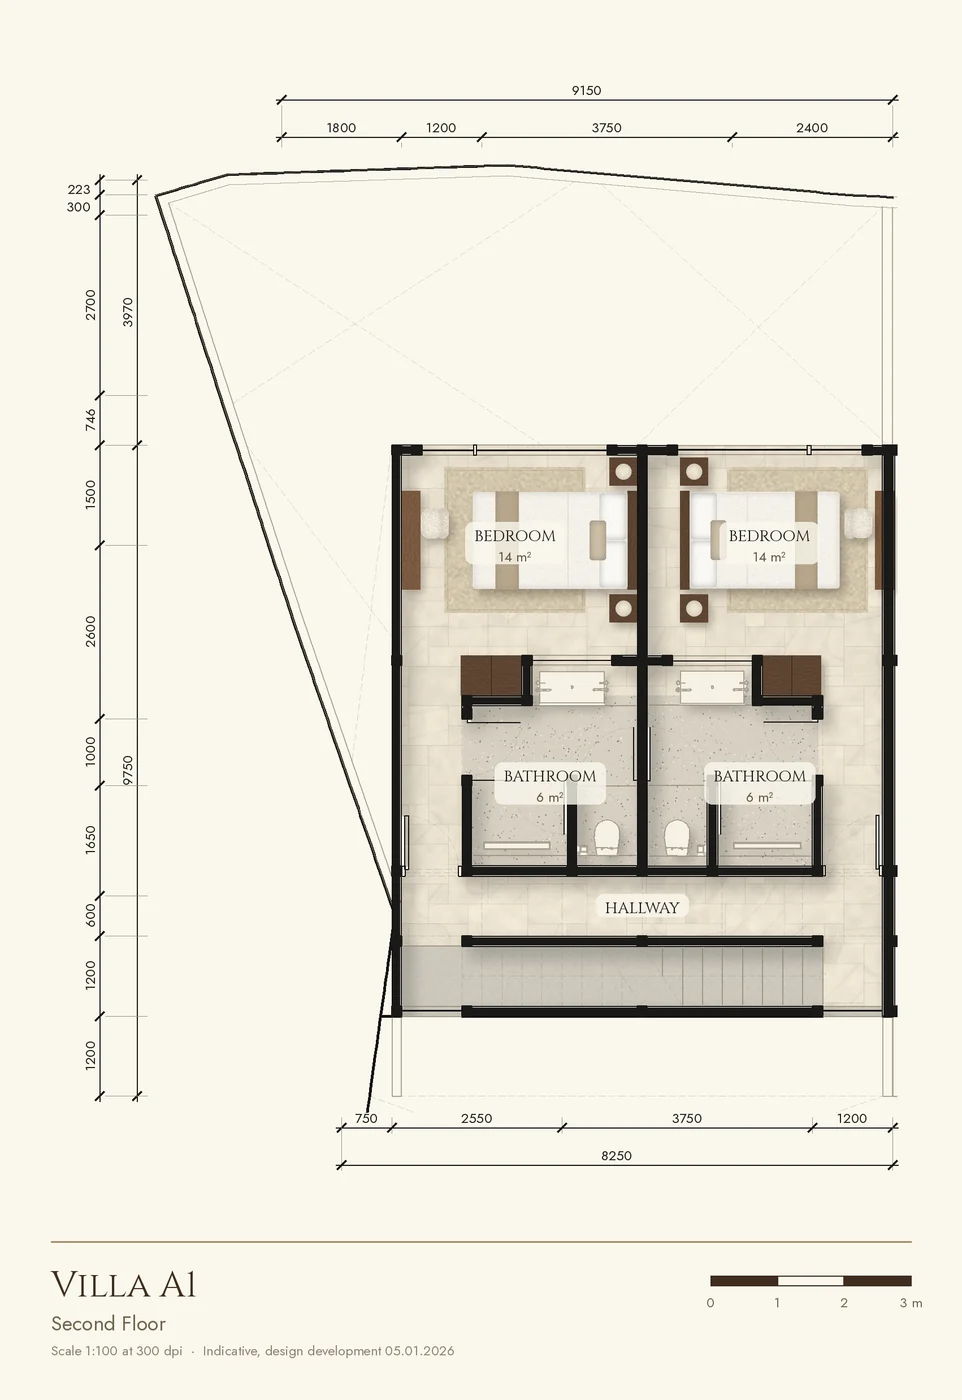 9150
1800 1200 3750 2400
223
300
2700
3970
746
1500
BEDROOM
14 m²
BEDROOM
14 m²
2600
1000
9750
BATHROOM
6 m²
BATHROOM
6 m²
1650
600
HALLWAY
1200
1200
750 2550 3750 1200
8250
VILLA A1
Second Floor
Scale 1:100 at 300 dpi · Indicative, design development 05.01.2026
0 1 2 3 m